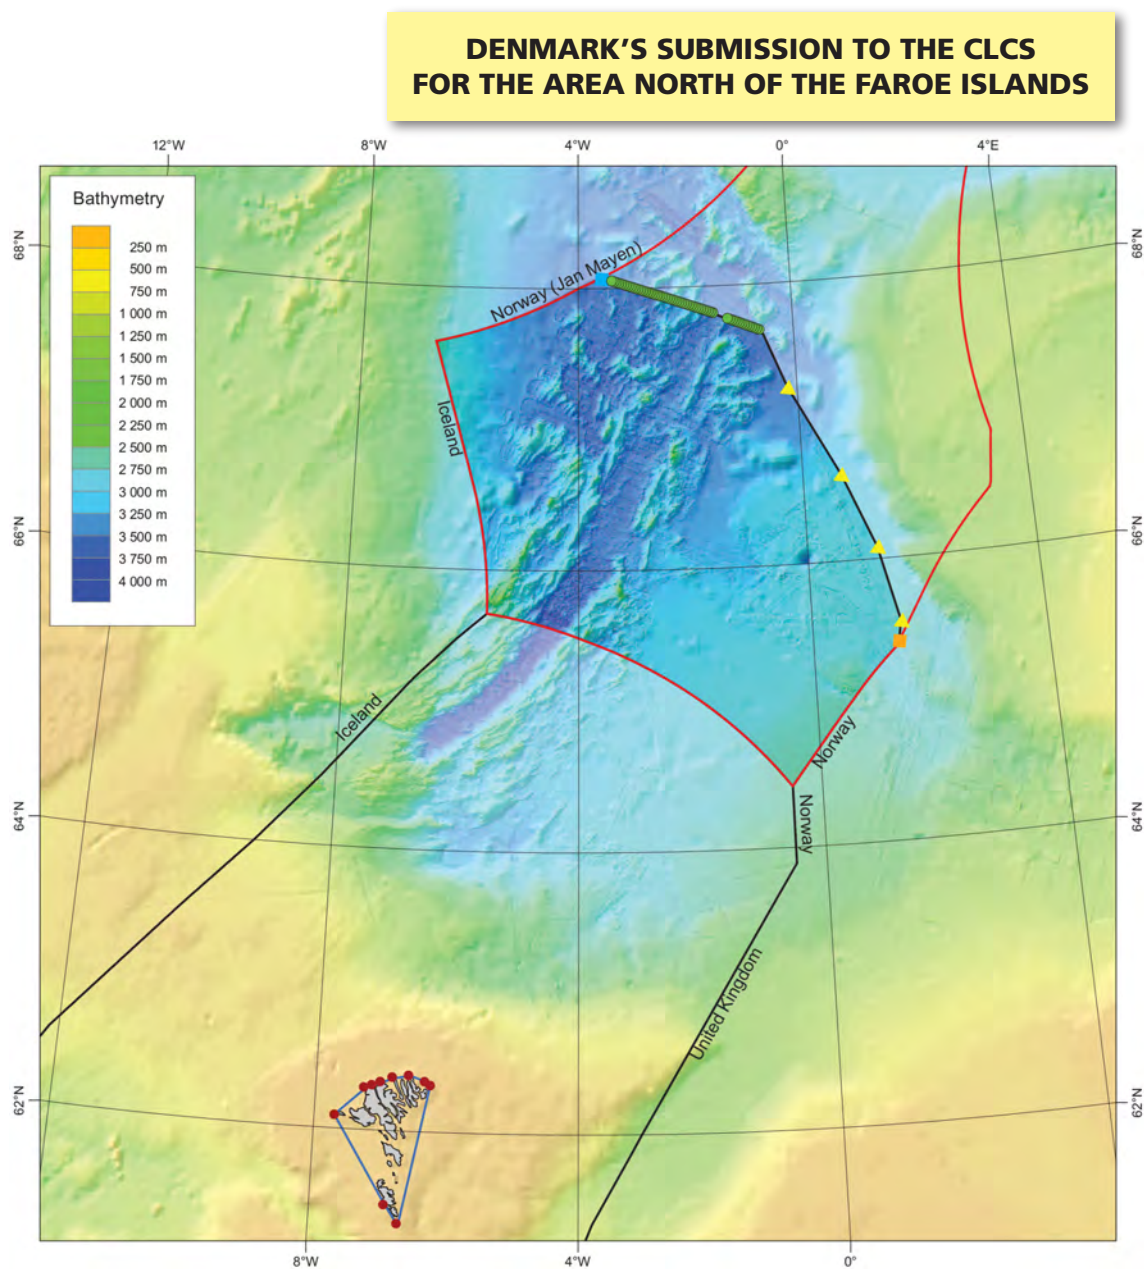 DENMARK'S SUBMISSION TO THE CLCS
FOR THE AREA NORTH OF THE FAROE ISLANDS
12°W
8°W
4°W
0°
4°E
Bathymetry
250 m
500 m
750 m
1 000 m
1 250 m
1 500 m
1 750 m
2 000 m
2 250 m
2 500 m
2 750 m
3 000 m
3 250 m
3 500 m
3 750 m
4 000 m
68°N
68°N
Norway (Jan Mayen)
Iceland
66°N
66°N
Iceland
Norway
Norway
64°N
64°N
United Kingdom
62°N
62°N
8°W
4°W
0°